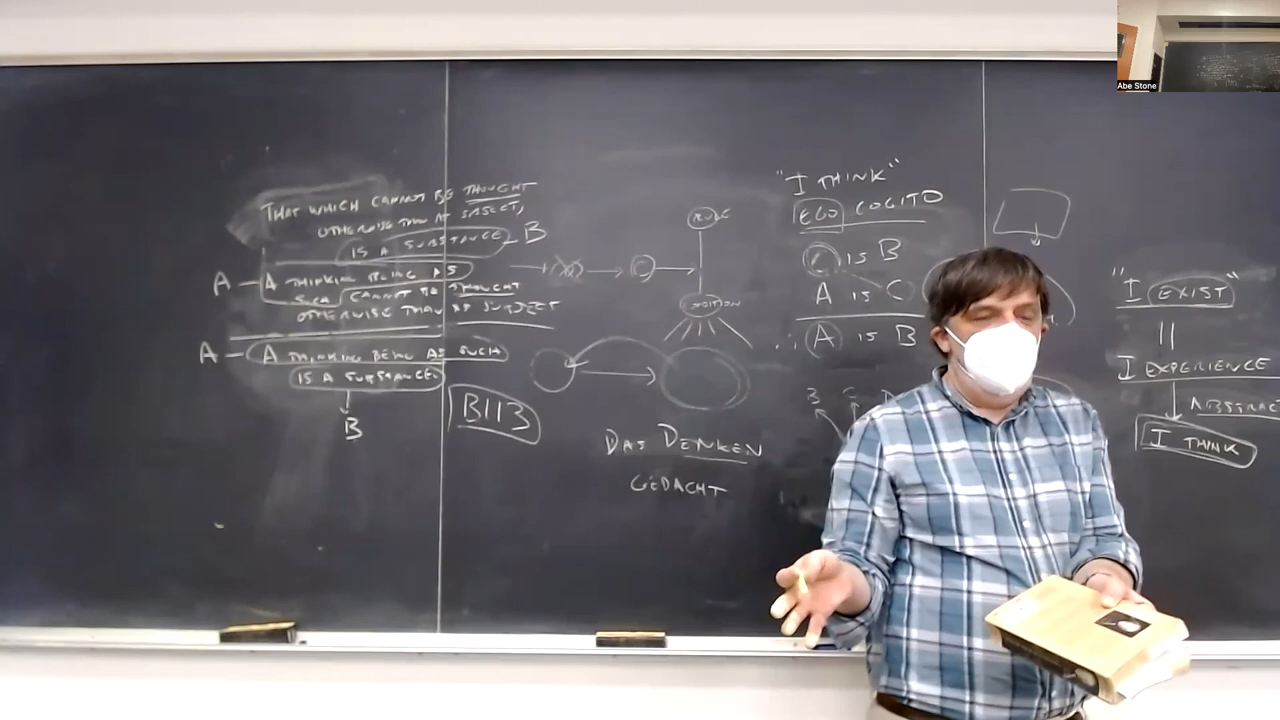 Abe Stone
THAT WHICH CANNOT BE THOUGHT
OTHERWISE THAN AS SUBJECT,
IS A SUBSTANCE - B
A - A THINKING BEING AS
SUCH CANNOT BE THOUGHT
OTHERWISE THAN AS SUBJECT
A - A THINKING BEING AS SUCH
IS A SUBSTANCE.
B
B113
C
RULE
DAS DENKEN
GEDACHT
"I THINK"
EGO COGITO
C IS B
A IS C
∴ A IS B
B C
"I EXIST"
||
I EXPERIENCE
ABSTRACT
I THINK